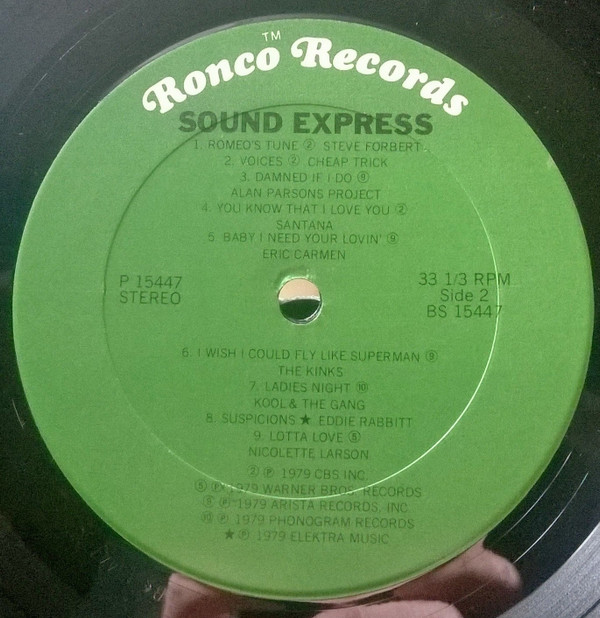 Ronco™ Records
SOUND EXPRESS
1. ROMEO'S TUNE ② STEVE FORBERT
2. VOICES ② CHEAP TRICK
3. DAMNED IF I DO ⑨
ALAN PARSONS PROJECT
4. YOU KNOW THAT I LOVE YOU ②
SANTANA
5. BABY I NEED YOUR LOVIN' ⑨
ERIC CARMEN
P 15447
STEREO
33 1/3 RPM
Side 2
BS 15447
6. I WISH I COULD FLY LIKE SUPERMAN ⑨
THE KINKS
7. LADIES NIGHT ⑩
KOOL & THE GANG
8. SUSPICIONS ★ EDDIE RABBITT
9. LOTTA LOVE ⑤
NICOLETTE LARSON
② ℗ 1979 CBS INC.
⑤ ℗ 1979 WARNER BROS. RECORDS
℗ 1979 ARISTA RECORDS, INC.
⑩ ℗ 1979 PHONOGRAM RECORDS
★ ℗ 1979 ELEKTRA MUSIC